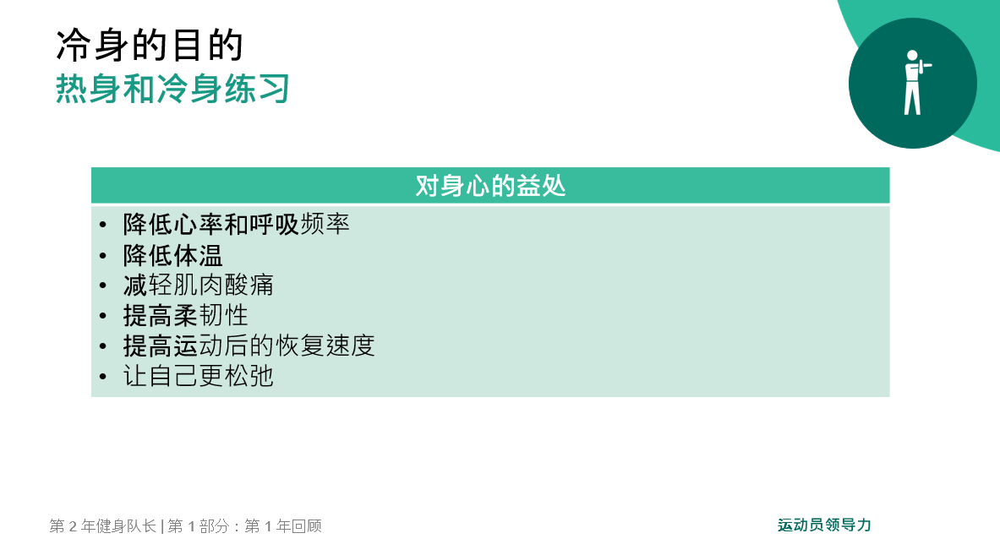 冷身的目的
热身和冷身练习
对身心的益处
• 降低心率和呼吸频率
• 降低体温
• 减轻肌肉酸痛
• 提高柔韧性
• 提高运动后的恢复速度
• 让自己更松弛
第 2 年健身队长 | 第 1 部分：第 1 年回顾
运动员领导力